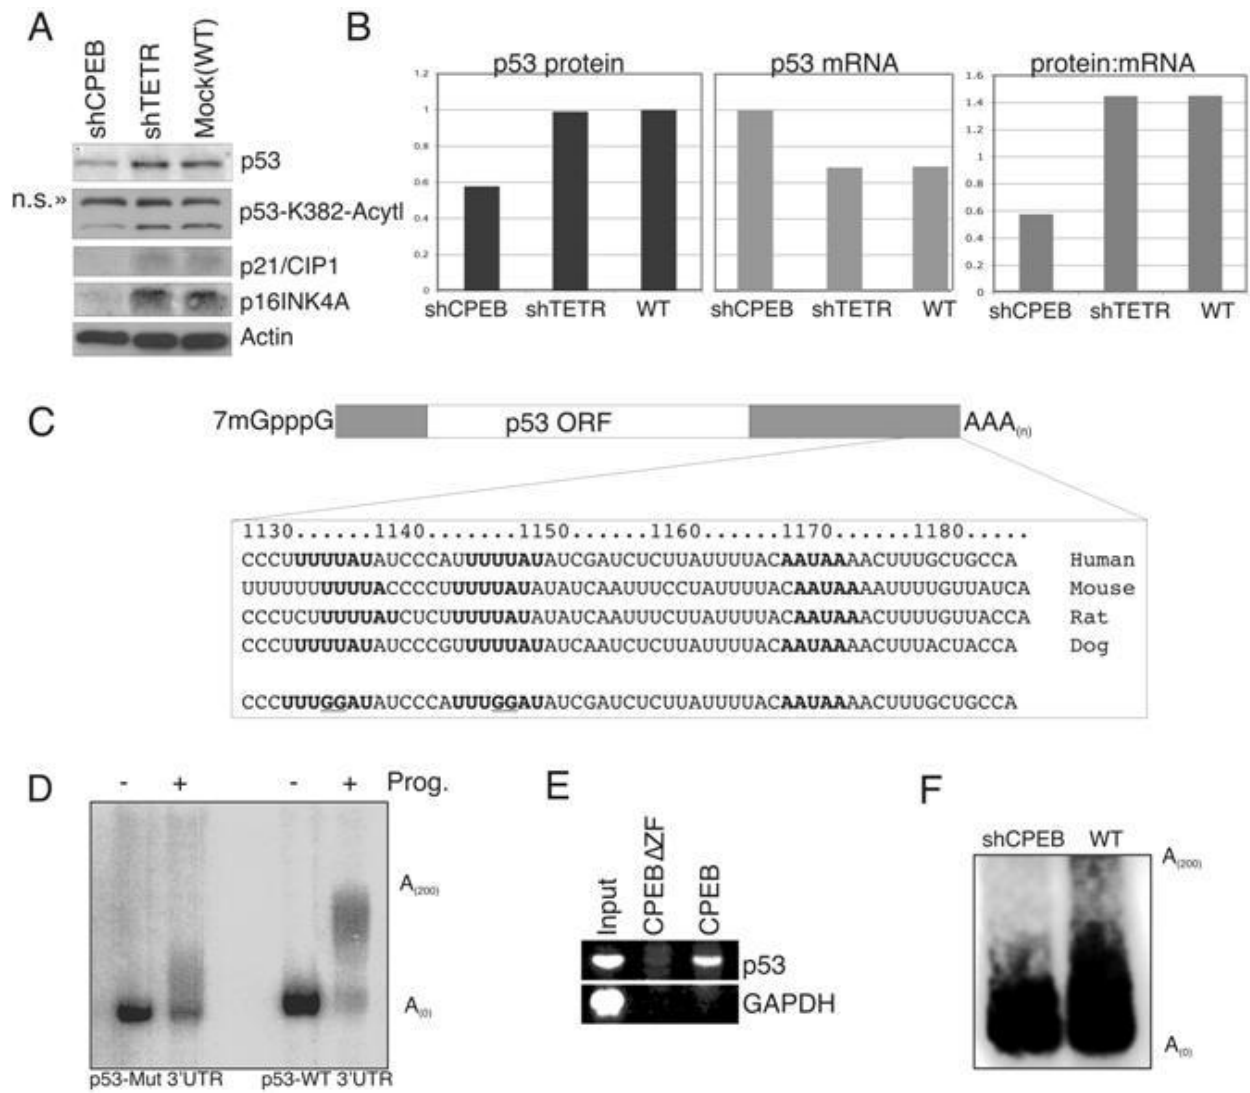 A
shCPEB
shTETR
Mock(WT)
p53
n.s.»
p53-K382-Acytl
p21/CIP1
p16INK4A
Actin
B
p53 protein
1.2
1
0.8
0.6
0.4
0.2
0
shCPEB shTETR WT
p53 mRNA
shCPEB shTETR WT
protein:mRNA
1.6
1.4
1.2
1
0.8
0.6
0.4
0.2
0
shCPEB shTETR WT
C
7mGpppG p53 ORF AAA(n)
1130......1140.......1150......1160......1170......1180.....
CCCUUUUUAUAUCCCAUUUUUAUAUCGAUCUCUUAUUUUACAAUAAAACUUUGCUGCCA Human
UUUUUUUUUUACCCCUUUUUAUAUAUCAAUUUCCUAUUUUACAAUAAAAUUUUGUUAUCA Mouse
CCCUCUUUUUAUCUCUUUUUAUAUAUCAAUUUCUUAUUUUACAAUAAAACUUUUGUUACCA Rat
CCCUUUUUAUAUCCCGUUUUUAUAUCAAUCUCUUAUUUUACAAUAAAACUUUACUACCA Dog
CCCUUUGGAUAUCCCAUUUGGAUAUCGAUCUCUUAUUUUACAAUAAAACUUUGCUGCCA
D
- + - + Prog.
A(200)
A(0)
p53-Mut 3'UTR p53-WT 3'UTR
E
Input
CPEBΔZF
CPEB
p53
GAPDH
F
shCPEB WT
A(200)
A(0)